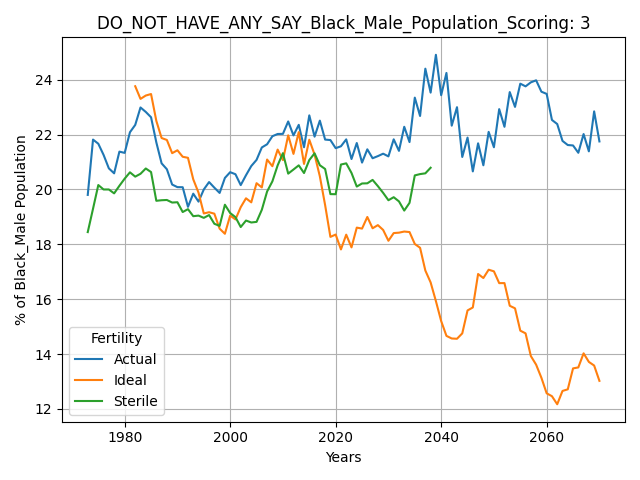 DO_NOT_HAVE_ANY_SAY_Black_Male_Population_Scoring: 3
% of Black_Male Population
24
22
20
18
16
14
12
Fertility
Actual
Ideal
Sterile
1980 2000 2020 2040 2060
Years